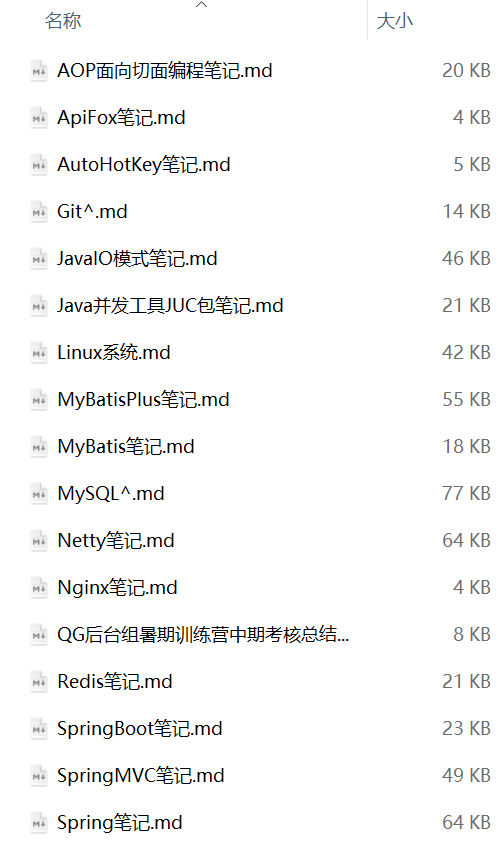 名称 大小
AOP面向切面编程笔记.md 20 KB
ApiFox笔记.md 4 KB
AutoHotKey笔记.md 5 KB
Git^.md 14 KB
JavaIO模式笔记.md 46 KB
Java并发工具JUC包笔记.md 21 KB
Linux系统.md 42 KB
MyBatisPlus笔记.md 55 KB
MyBatis笔记.md 18 KB
MySQL^.md 77 KB
Netty笔记.md 64 KB
Nginx笔记.md 4 KB
QG后台组暑期训练营中期考核总结... 8 KB
Redis笔记.md 21 KB
SpringBoot笔记.md 23 KB
SpringMVC笔记.md 49 KB
Spring笔记.md 64 KB